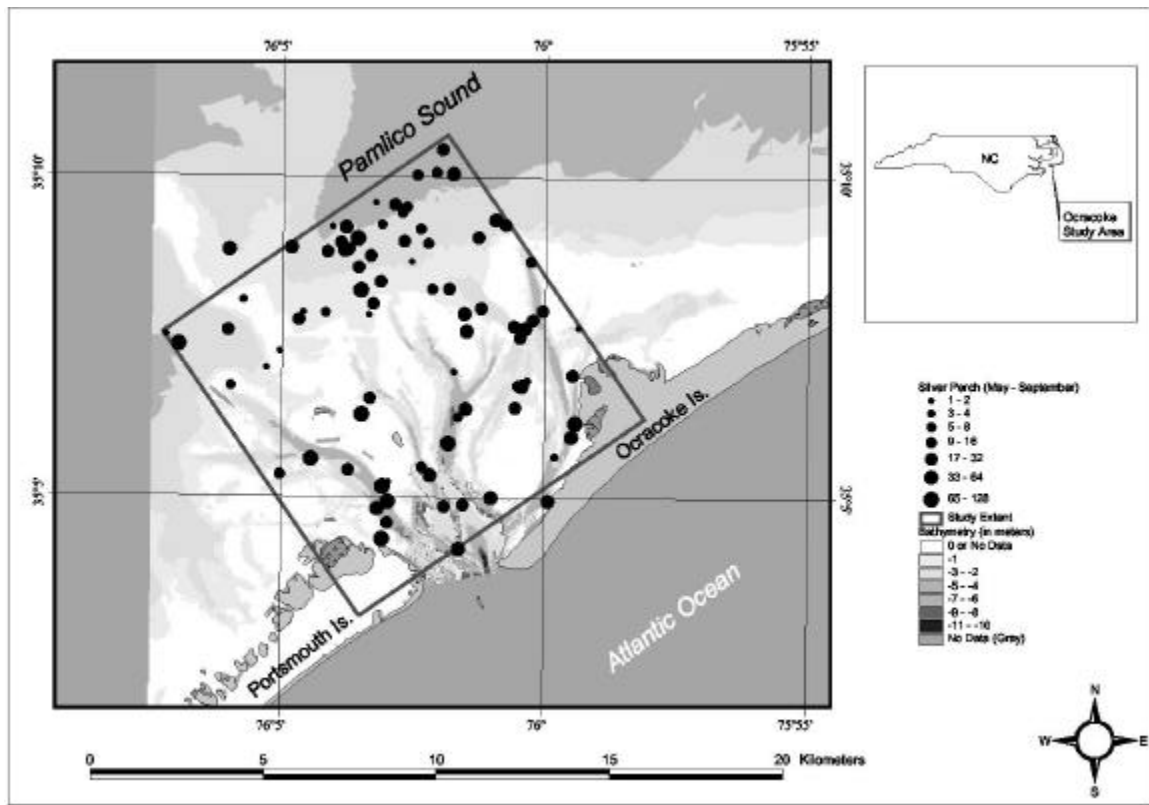 76°5'
76°
75°55'
Pamlico Sound
35°10'
35°10'
NC
Ocracoke
Study Area
Ocracoke Is.
35°5'
35°5'
Portsmouth Is.
Atlantic Ocean
76°5'
76°
75°55'
Silver Perch (May - September)
1 - 2
3 - 4
5 - 8
9 - 16
17 - 32
33 - 64
65 - 128
Study Extent
Bathymetry (in meters)
0 or No Data
-1
-3 - -2
-5 - -4
-7 - -6
-9 - -8
-11 - -16
No Data (Gray)
0 5 10 15 20 Kilometers
N
W E
S